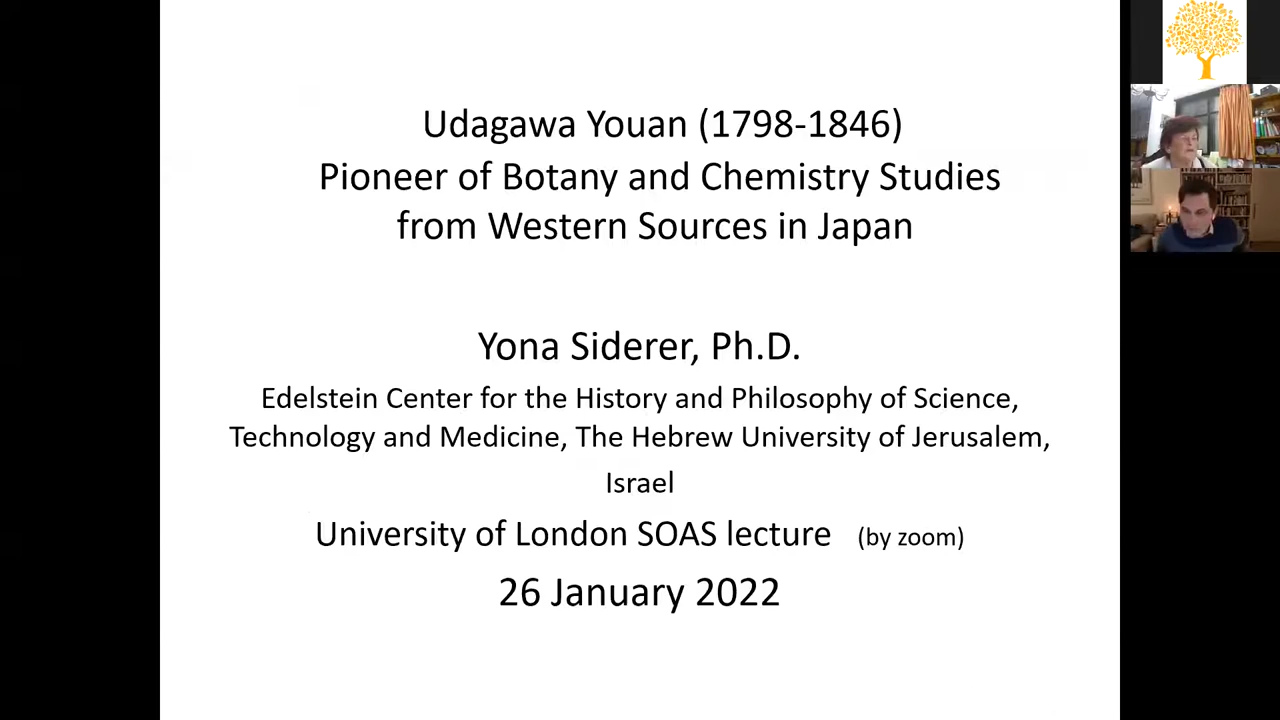 Udagawa Youan (1798-1846)
Pioneer of Botany and Chemistry Studies
from Western Sources in Japan
Yona Siderer, Ph.D.
Edelstein Center for the History and Philosophy of Science,
Technology and Medicine, The Hebrew University of Jerusalem,
Israel
University of London SOAS lecture (by zoom)
26 January 2022